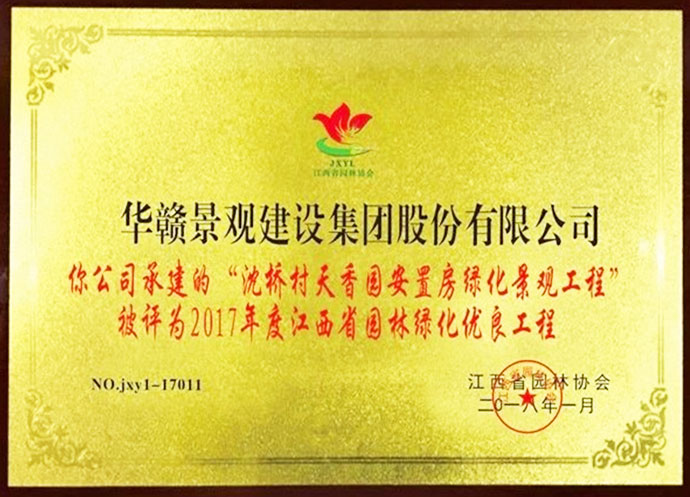 JXYL
江西省园林协会
华赣景观建设集团股份有限公司
你公司承建的“沈桥村天香园安置房绿化景观工程”
被评为2017年度江西省园林绿化优良工程
NO.jxy1-17011
江西省园林协会
二〇一八年一月